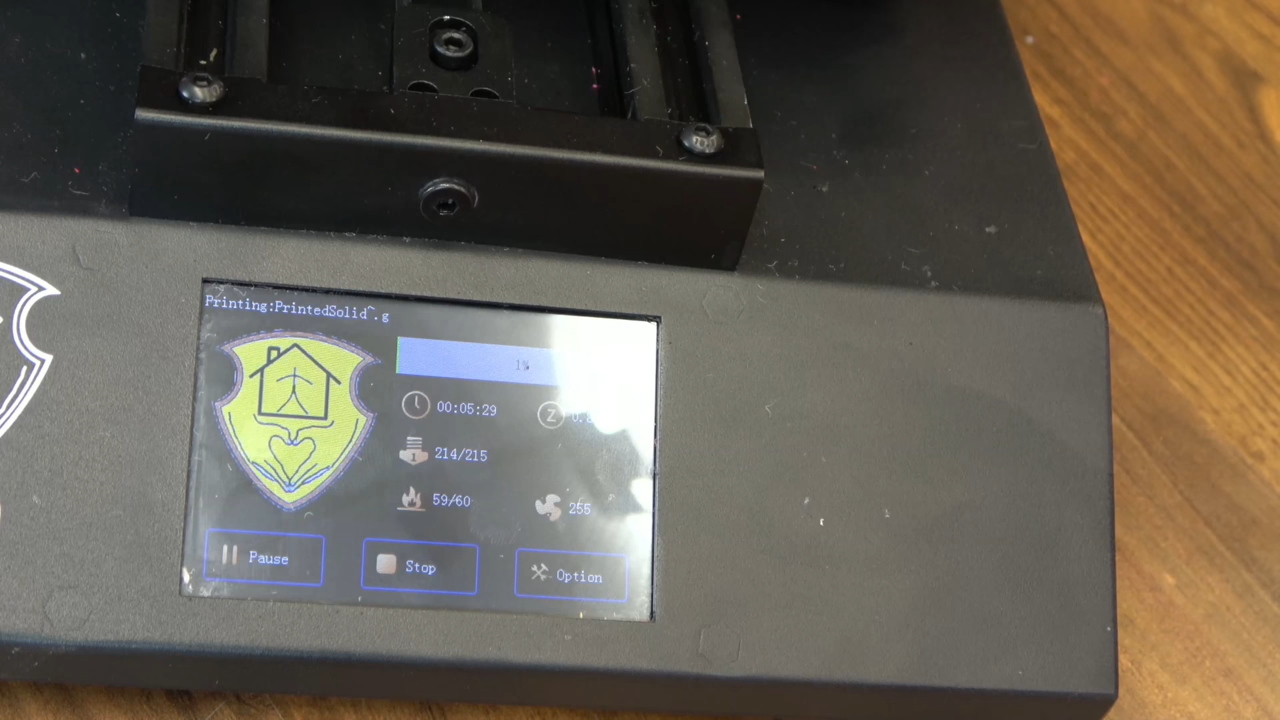 Printing:PrintedSolid^.g
1%
00:05:29
Z
214/215
59/60
255
Pause
Stop
Option